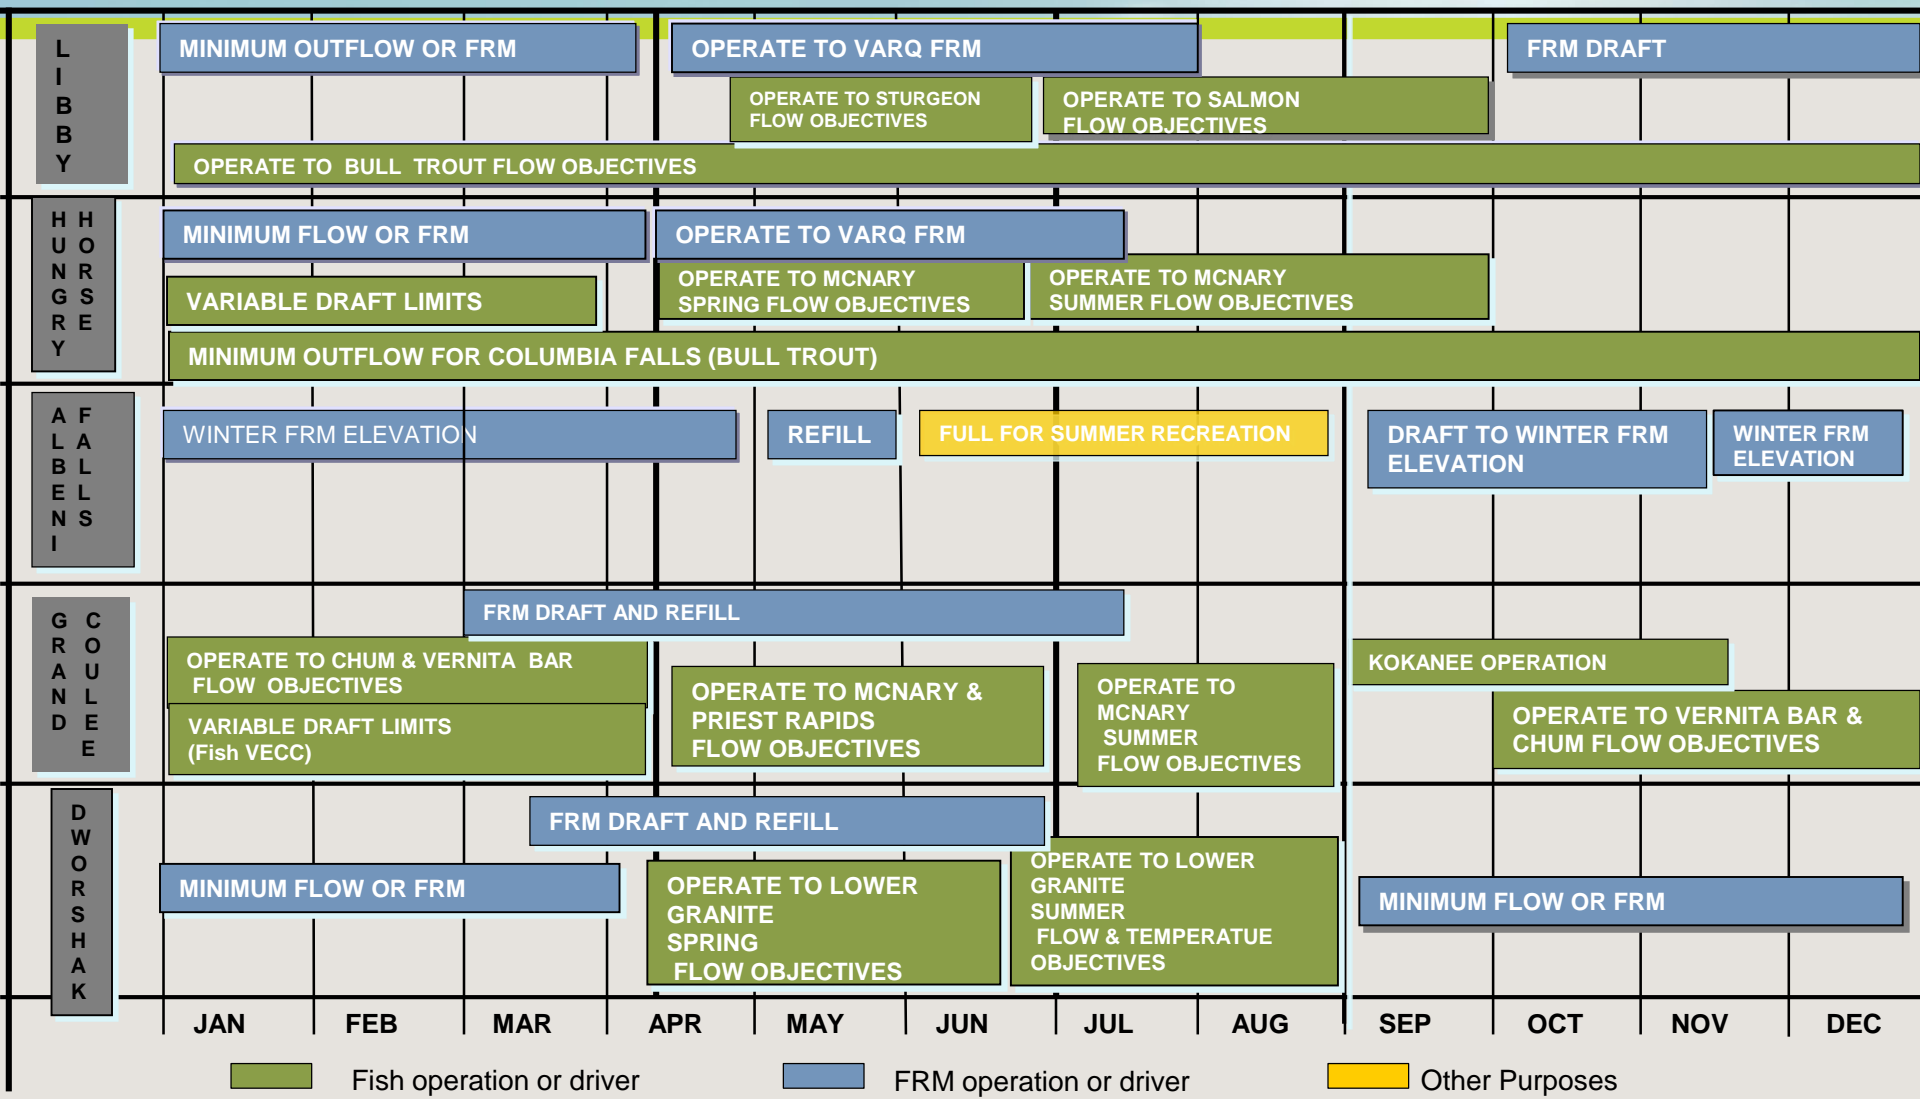 LIBBY
MINIMUM OUTFLOW OR FRM
OPERATE TO VARQ FRM
FRM DRAFT
OPERATE TO STURGEON
FLOW OBJECTIVES
OPERATE TO SALMON
FLOW OBJECTIVES
OPERATE TO BULL TROUT FLOW OBJECTIVES
HUNGRY
HORSE
MINIMUM FLOW OR FRM
OPERATE TO VARQ FRM
VARIABLE DRAFT LIMITS
OPERATE TO MCNARY
SPRING FLOW OBJECTIVES
OPERATE TO MCNARY
SUMMER FLOW OBJECTIVES
MINIMUM OUTFLOW FOR COLUMBIA FALLS (BULL TROUT)
ALBENI
FALLS
WINTER FRM ELEVATION
REFILL
FULL FOR SUMMER RECREATION
DRAFT TO WINTER FRM
ELEVATION
WINTER FRM
ELEVATION
GRAND
COULEE
FRM DRAFT AND REFILL
OPERATE TO CHUM & VERNITA BAR
FLOW OBJECTIVES
VARIABLE DRAFT LIMITS
(Fish VECC)
OPERATE TO MCNARY &
PRIEST RAPIDS
FLOW OBJECTIVES
OPERATE TO
MCNARY
SUMMER
FLOW OBJECTIVES
KOKANEE OPERATION
OPERATE TO VERNITA BAR &
CHUM FLOW OBJECTIVES
DWORSHAK
FRM DRAFT AND REFILL
MINIMUM FLOW OR FRM
OPERATE TO LOWER
GRANITE
SPRING
FLOW OBJECTIVES
OPERATE TO LOWER
GRANITE
SUMMER
FLOW & TEMPERATUE
OBJECTIVES
MINIMUM FLOW OR FRM
JAN FEB MAR APR MAY JUN JUL AUG SEP OCT NOV DEC
Fish operation or driver
FRM operation or driver
Other Purposes